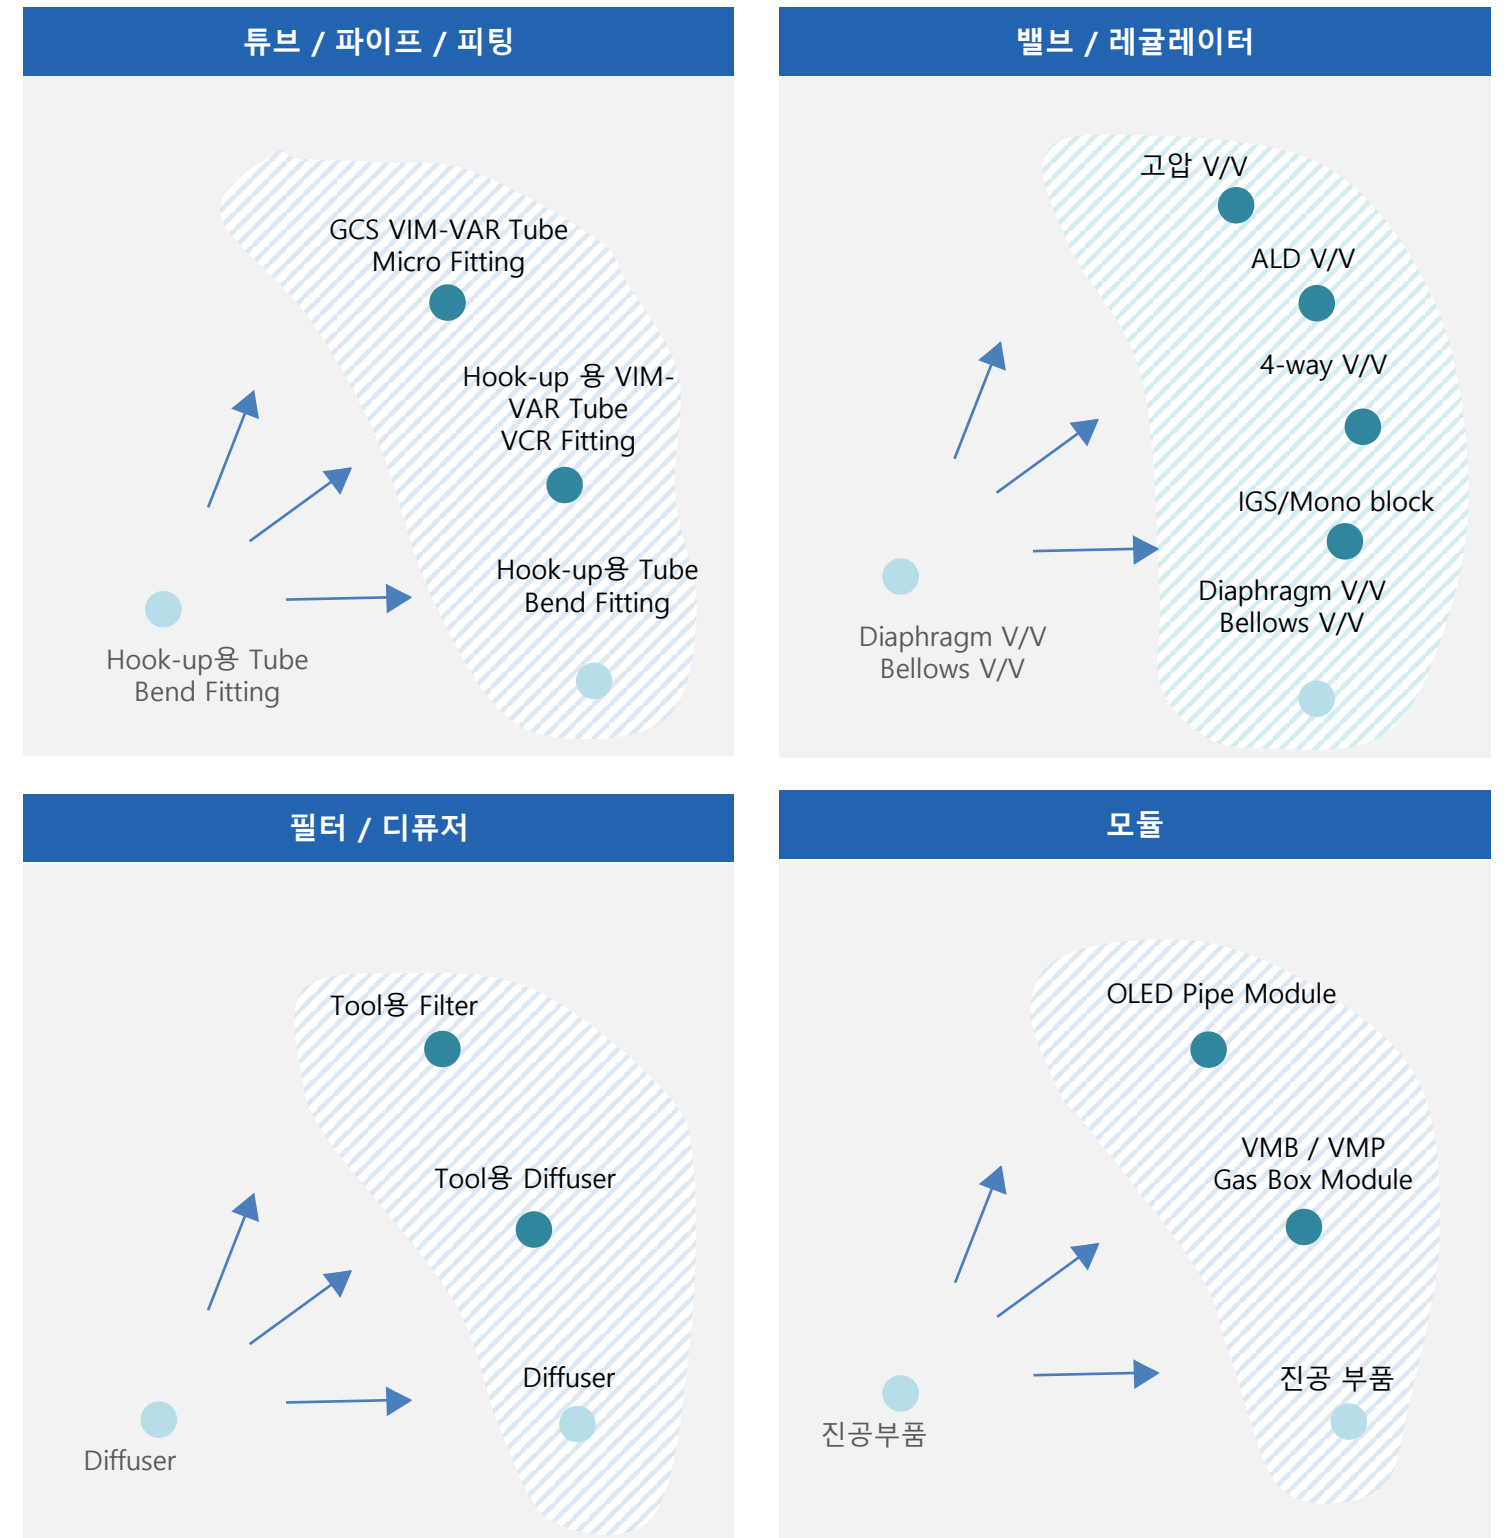 튜브 / 파이프 / 피팅
GCS VIM-VAR Tube
Micro Fitting
Hook-up 용 VIM-
VAR Tube
VCR Fitting
Hook-up용 Tube
Bend Fitting
Hook-up용 Tube
Bend Fitting
밸브 / 레귤레이터
고압 V/V
ALD V/V
4-way V/V
IGS/Mono block
Diaphragm V/V
Bellows V/V
Diaphragm V/V
Bellows V/V
필터 / 디퓨저
Tool용 Filter
Tool용 Diffuser
Diffuser
Diffuser
모듈
OLED Pipe Module
VMB / VMP
Gas Box Module
진공 부품
진공부품